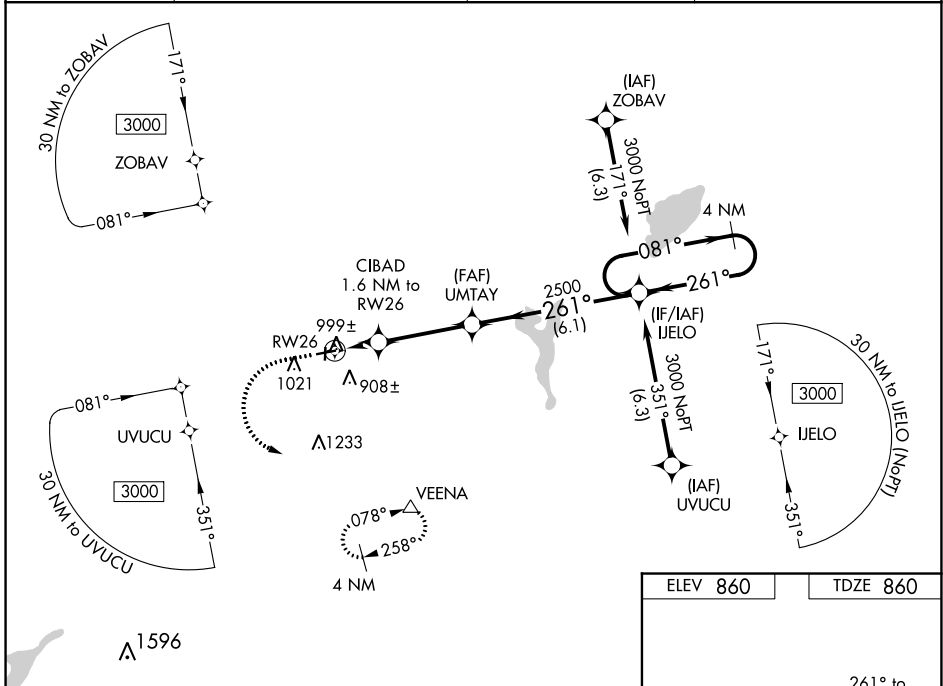 30 NM to ZOBAV
171°
3000
ZOBAV
081°
(IAF)
ZOBAV
3000 NoPT
171°
(6.3)
4 NM
081°
261°
CIBAD
1.6 NM to
RW26
(FAF)
UMTAY
2500
261°
(6.1)
(IF/IAF)
IJELO
RW26
999±
1021
908±
1233
3000 NoPT
351°
(6.3)
(IAF)
UVUCU
171°
30 NM to IJELO (NoPT)
3000
IJELO
351°
081°
UVUCU
3000
351°
30 NM to UVUCU
VEENA
078°
258°
4 NM
1596
ELEV 860
TDZE 860
261° to